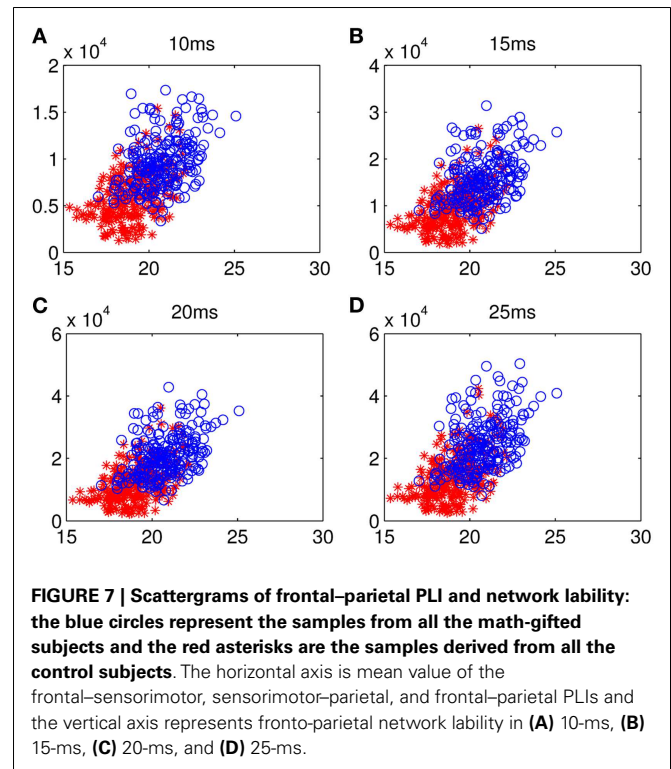 A
x 10^4
10ms
2
1.5
1
0.5
0
15 20 25 30
B
x 10^4
15ms
4
3
2
1
0
15 20 25 30
C
x 10^4
20ms
6
4
2
0
15 20 25 30
D
x 10^4
25ms
6
4
2
0
15 20 25 30
FIGURE 7 | Scattergrams of frontal–parietal PLI and network lability:
the blue circles represent the samples from all the math-gifted
subjects and the red asterisks are the samples derived from all the
control subjects. The horizontal axis is mean value of the
frontal–sensorimotor, sensorimotor–parietal, and frontal–parietal PLIs and
the vertical axis represents fronto-parietal network lability in (A) 10-ms, (B)
15-ms, (C) 20-ms, and (D) 25-ms.